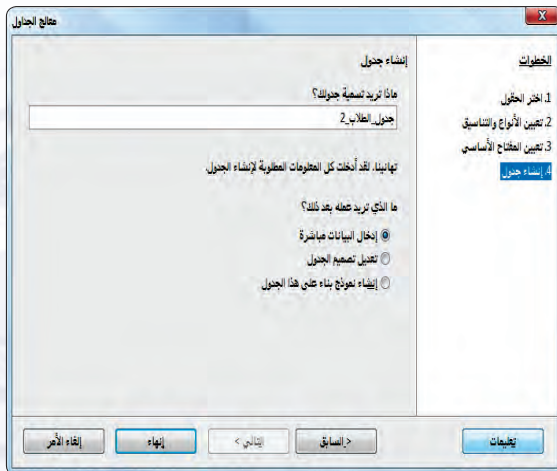 معالج الجداول
الخطوات
1. اختر الحقول
2. تعيين الأنواع والتناسيق
3. تعيين المفتاح الأساسي
4. إنشاء جدول
إنشاء جدول
ماذا تريد تسمية جدولك؟
جدول_الطلاب_2
تهانينا. لقد أدخلت كل المعلومات المطلوبة لإنشاء الجدول.
ما الذي تريد عمله بعد ذلك؟
إدخال البيانات مباشرة
تعديل تصميم الجدول
إنشاء نموذج بناء على هذا الجدول
تعليمات
< السابق
التالي >
إنهاء
إلغاء الأمر